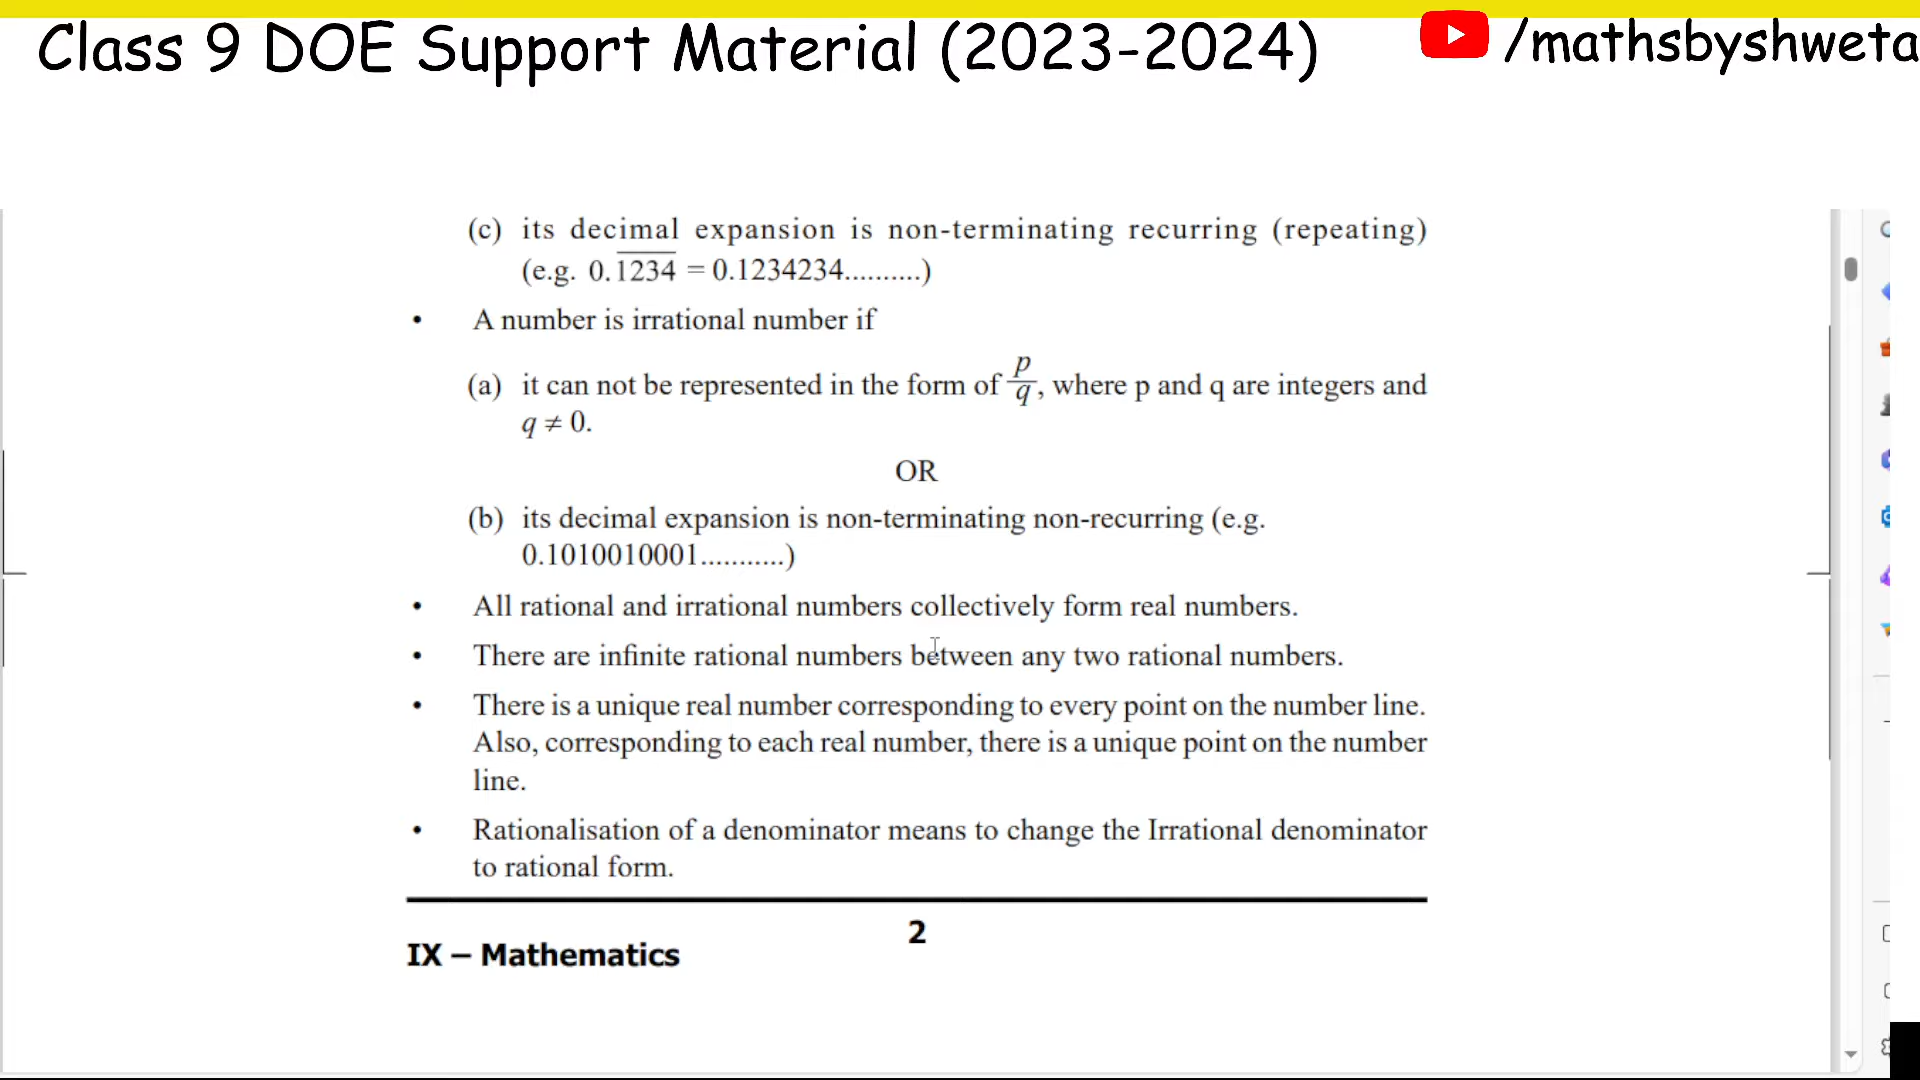 Class 9 DOE Support Material (2023-2024)
/mathsbyshweta
(c) its decimal expansion is non-terminating recurring (repeating)
(e.g. 0.1̅2̅3̅4̅ = 0.1234234..........)
• A number is irrational number if
(a) it can not be represented in the form of p/q, where p and q are integers and
q ≠ 0.
OR
(b) its decimal expansion is non-terminating non-recurring (e.g.
0.1010010001...........)
• All rational and irrational numbers collectively form real numbers.
• There are infinite rational numbers between any two rational numbers.
• There is a unique real number corresponding to every point on the number line.
Also, corresponding to each real number, there is a unique point on the number
line.
• Rationalisation of a denominator means to change the Irrational denominator
to rational form.
2
IX – Mathematics